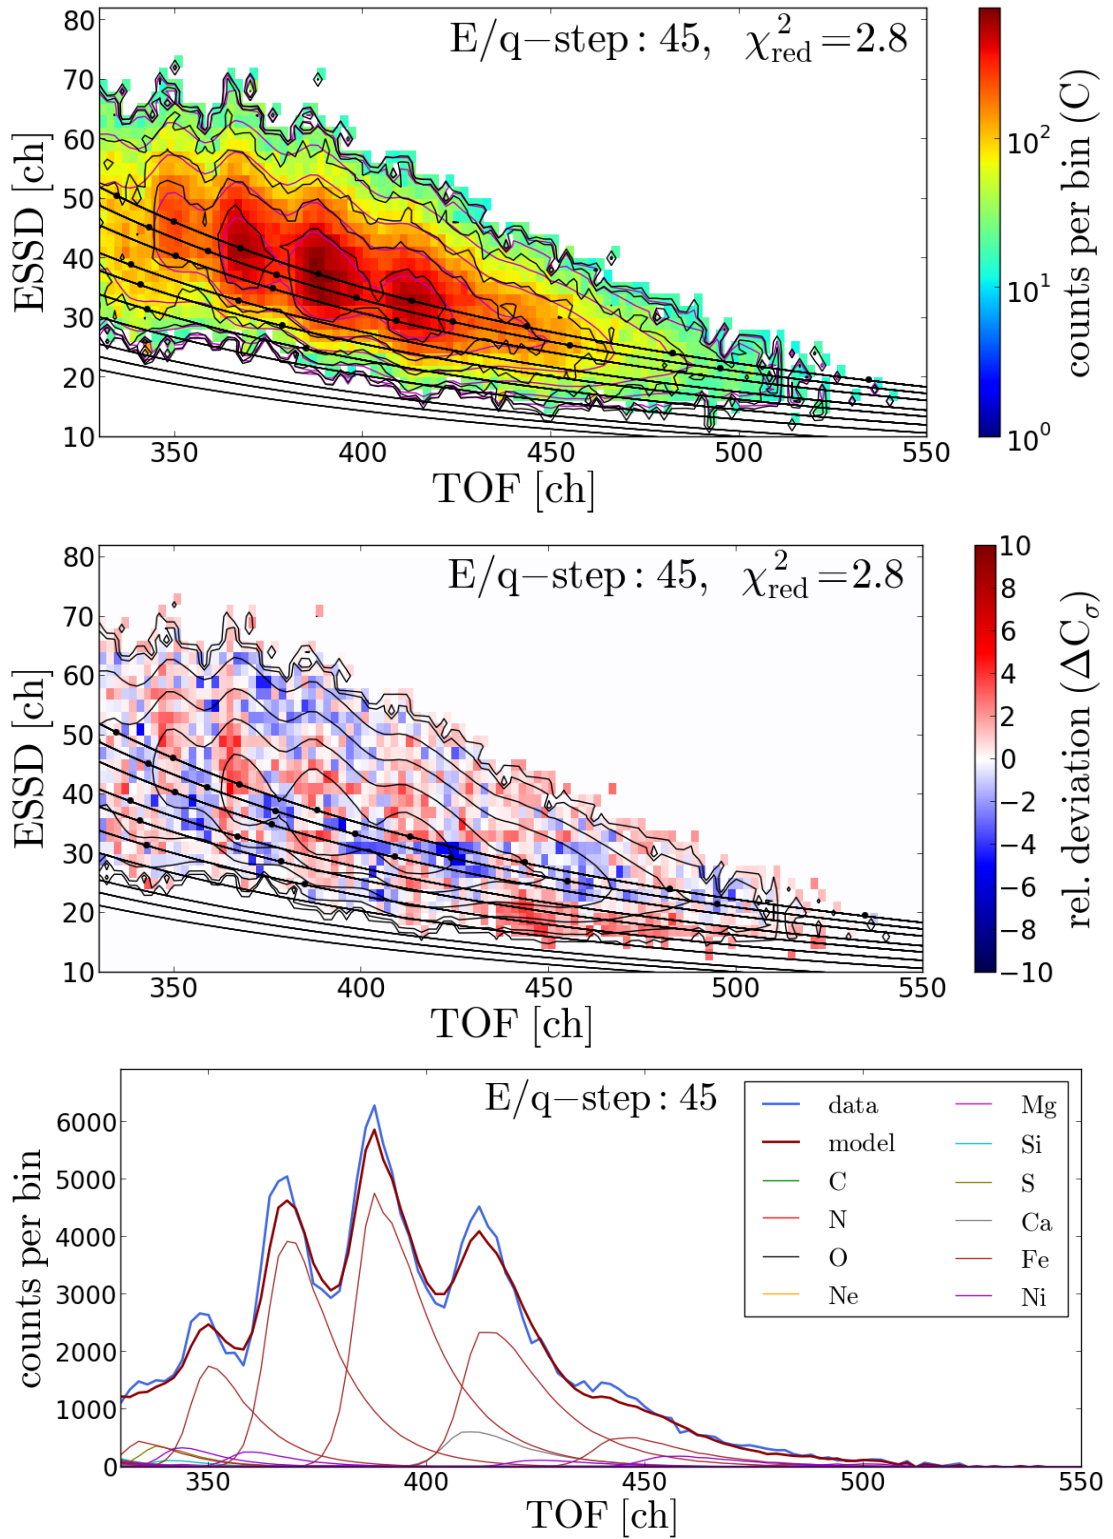 E/q−step: 45, χ²red=2.8
80
70
60
50
40
30
20
10
ESSD [ch]
350 400 450 500 550
TOF [ch]
10²
10¹
10⁰
counts per bin (C)
E/q−step: 45, χ²red=2.8
80
70
60
50
40
30
20
10
ESSD [ch]
350 400 450 500 550
TOF [ch]
10
8
6
4
2
0
−2
−4
−6
−8
−10
rel. deviation (ΔCσ)
E/q−step: 45
6000
5000
4000
3000
2000
1000
0
counts per bin
350 400 450 500 550
TOF [ch]
data
model
C
N
O
Ne
Mg
Si
S
Ca
Fe
Ni